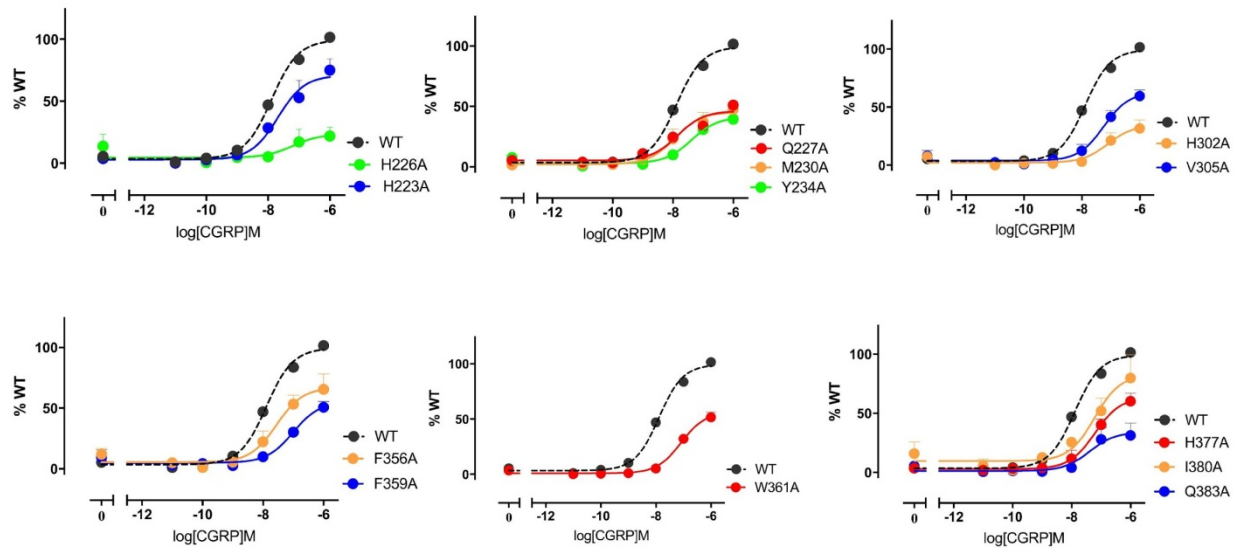 100
50
0
% WT
0
-12
-10
-8
-6
log[CGRP]M
WT
H226A
H223A
100
50
0
% WT
0
-12
-10
-8
-6
log[CGRP]M
WT
Q227A
M230A
Y234A
100
50
0
% WT
0
-12
-10
-8
-6
log[CGRP]M
WT
H302A
V305A
100
50
0
% WT
0
-12
-10
-8
-6
log[CGRP]M
WT
F356A
F359A
100
50
0
% WT
0
-12
-10
-8
-6
log[CGRP]M
WT
W361A
100
50
0
% WT
0
-12
-10
-8
-6
log[CGRP]M
WT
H377A
I380A
Q383A